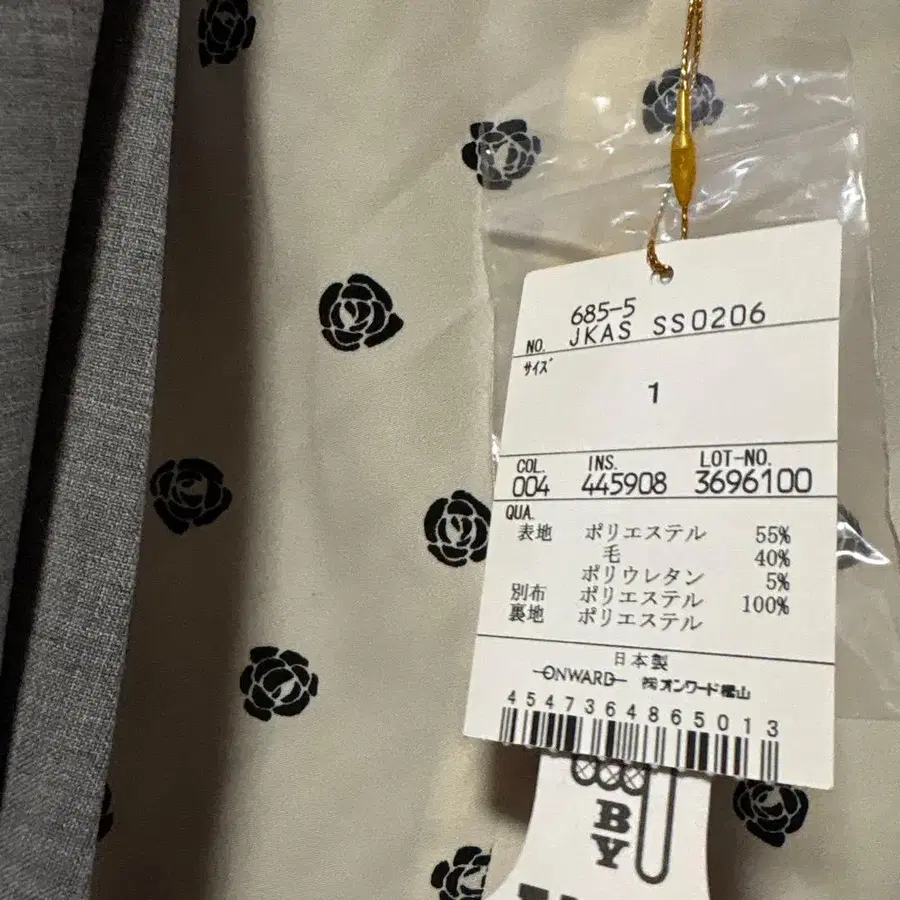 685-5
NO. JKAS SS0206
サイズ
1
COL. INS. LOT-NO.
004 445908 3696100
QUA.
表地 ポリエステル 55%
毛 40%
ポリウレタン 5%
別布 ポリエステル 100%
裏地 ポリエステル
日本製
ONWARD ㈱オンワード樫山
4547364865013
BY